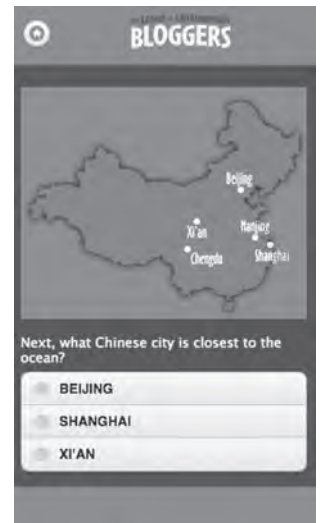 BLOGGERS
Beijing
Xi'an
Nanjing
Chengdu
Shanghai
Next, what Chinese city is closest to the
ocean?
BEIJING
SHANGHAI
XI'AN